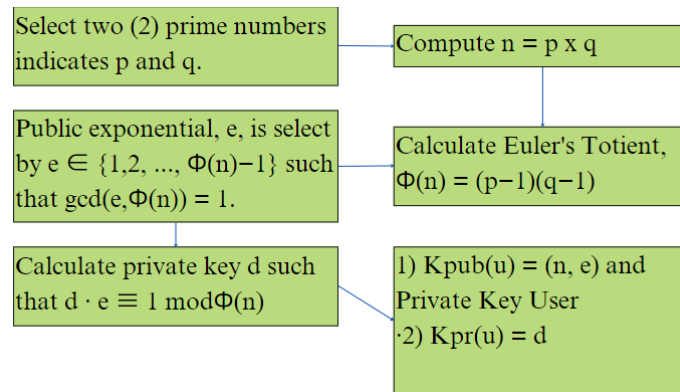 Select two (2) prime numbers
indicates p and q.
Compute n = p x q
Public exponential, e, is select
by e ∈ {1,2, ..., Φ(n)−1} such
that gcd(e,Φ(n)) = 1.
Calculate Euler's Totient,
Φ(n) = (p−1)(q−1)
Calculate private key d such
that d · e ≡ 1 modΦ(n)
1) Kpub(u) = (n, e) and
Private Key User
·2) Kpr(u) = d